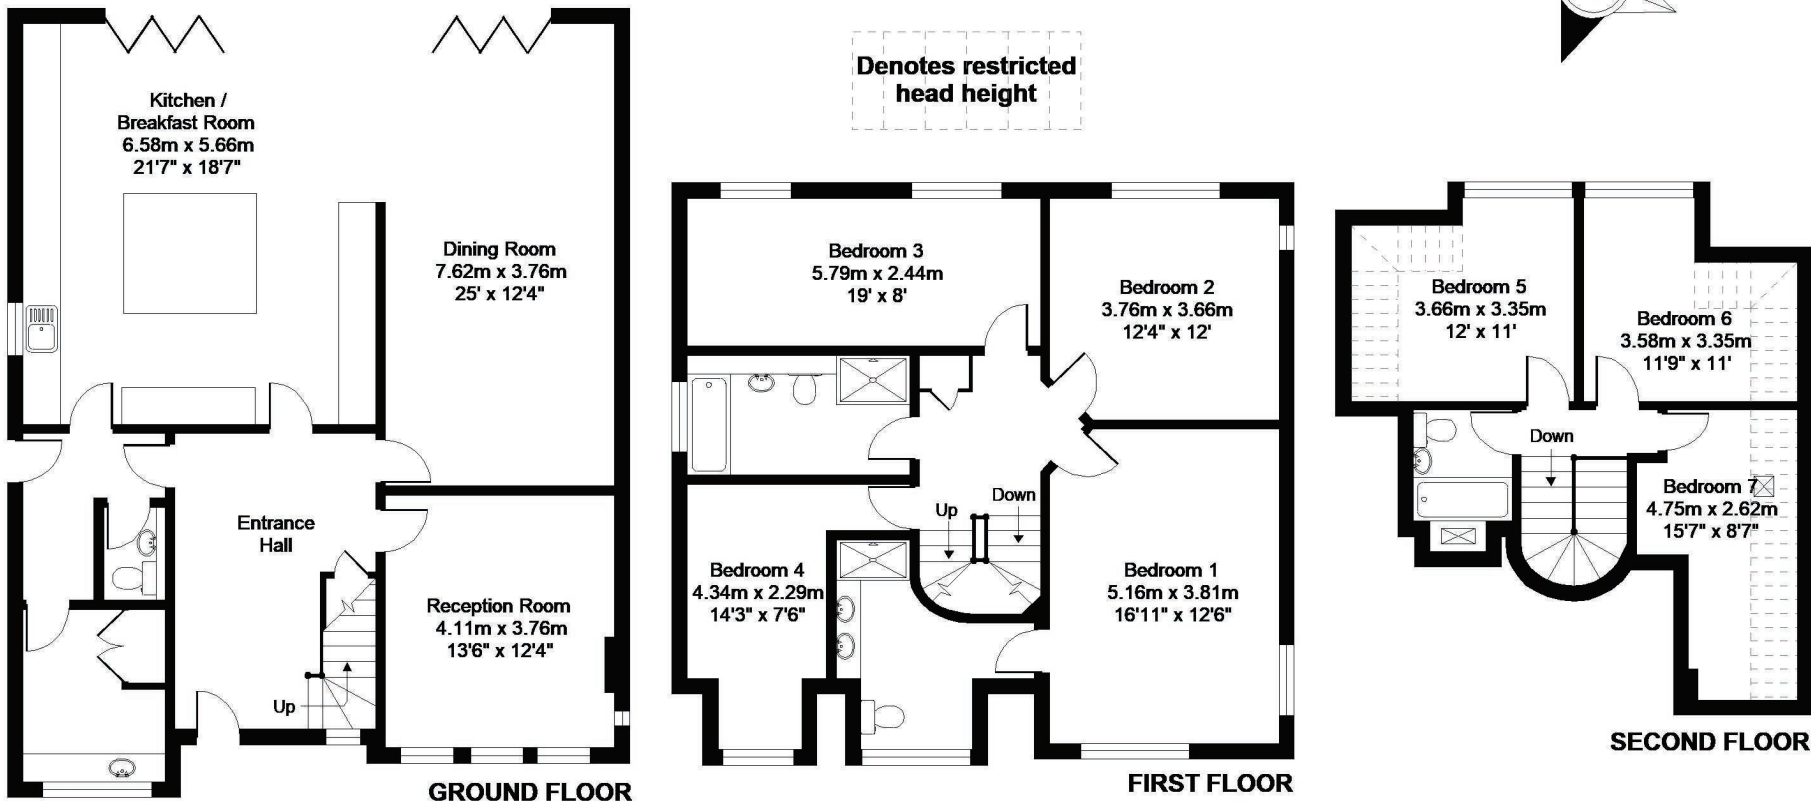 Kitchen /
Breakfast Room
6.58m x 5.66m
21'7" x 18'7"
Dining Room
7.62m x 3.76m
25' x 12'4"
Entrance
Hall
Reception Room
4.11m x 3.76m
13'6" x 12'4"
Up
GROUND FLOOR
Denotes restricted
head height
Bedroom 3
5.79m x 2.44m
19' x 8'
Bedroom 2
3.76m x 3.66m
12'4" x 12'
Up
Down
Bedroom 4
4.34m x 2.29m
14'3" x 7'6"
Bedroom 1
5.16m x 3.81m
16'11" x 12'6"
FIRST FLOOR
Bedroom 5
3.66m x 3.35m
12' x 11'
Bedroom 6
3.58m x 3.35m
11'9" x 11'
Down
Bedroom 7
4.75m x 2.62m
15'7" x 8'7"
SECOND FLOOR